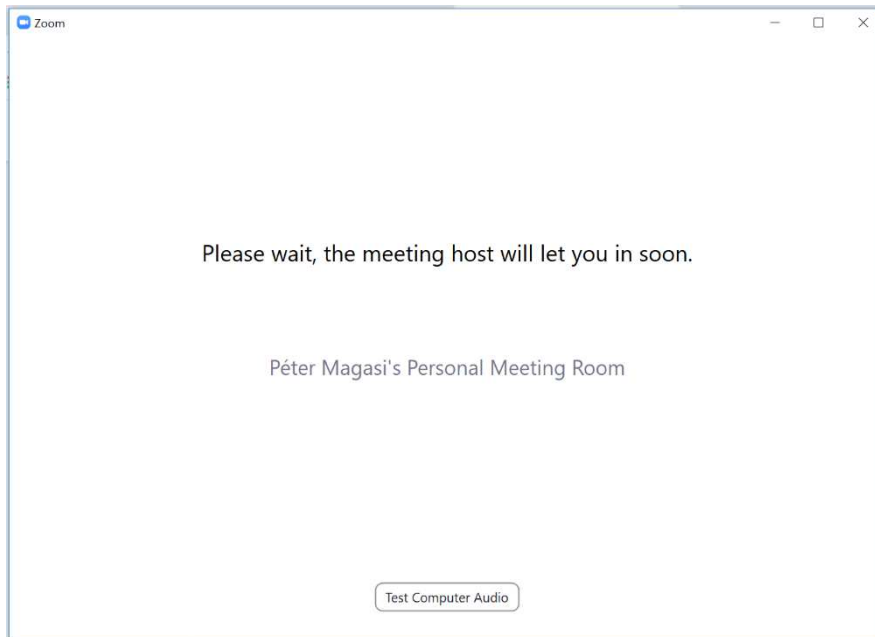 Zoom
Please wait, the meeting host will let you in soon.
Péter Magasi's Personal Meeting Room
Test Computer Audio